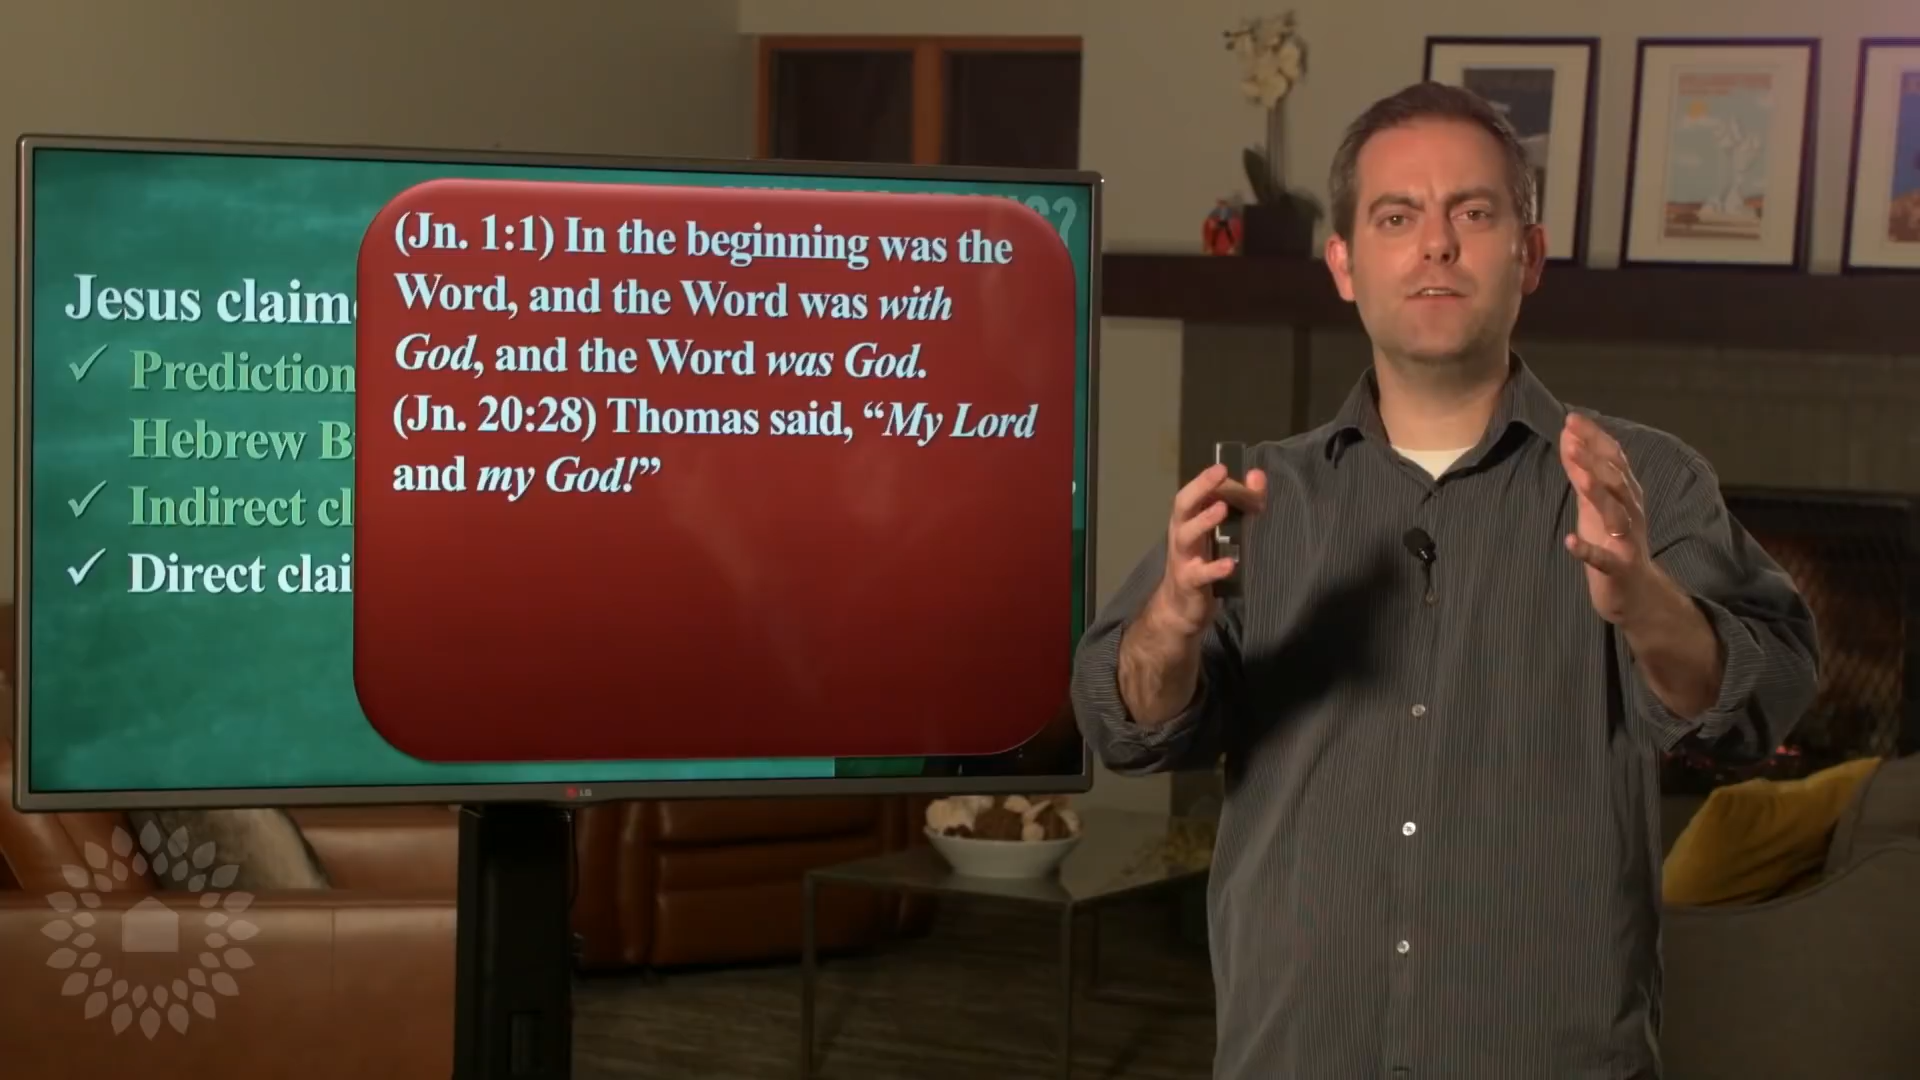 Jesus claim
✓ Prediction
Hebrew B
✓ Indirect cl
✓ Direct clai
(Jn. 1:1) In the beginning was the
Word, and the Word was with
God, and the Word was God.
(Jn. 20:28) Thomas said, “My Lord
and my God!”
LG